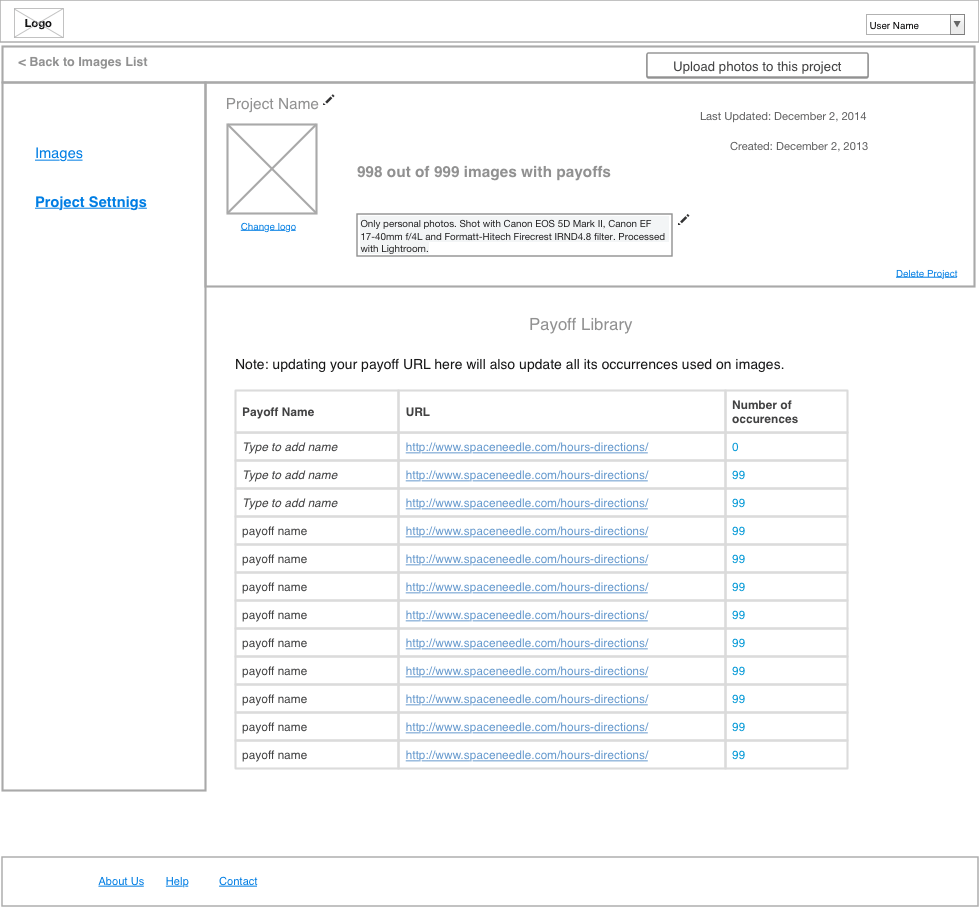 Logo
User Name
< Back to Images List
Upload photos to this project
Images
Project Settnigs
Project Name
Last Updated: December 2, 2014
Created: December 2, 2013
998 out of 999 images with payoffs
Change logo
Only personal photos. Shot with Canon EOS 5D Mark II, Canon EF
17-40mm f/4L and Formatt-Hitech Firecrest IRND4.8 filter. Processed
with Lightroom.
Delete Project
Payoff Library
Note: updating your payoff URL here will also update all its occurrences used on images.
Payoff Name URL Number of
occurences
Type to add name http://www.spaceneedle.com/hours-directions/ 0
Type to add name http://www.spaceneedle.com/hours-directions/ 99
Type to add name http://www.spaceneedle.com/hours-directions/ 99
payoff name http://www.spaceneedle.com/hours-directions/ 99
payoff name http://www.spaceneedle.com/hours-directions/ 99
payoff name http://www.spaceneedle.com/hours-directions/ 99
payoff name http://www.spaceneedle.com/hours-directions/ 99
payoff name http://www.spaceneedle.com/hours-directions/ 99
payoff name http://www.spaceneedle.com/hours-directions/ 99
payoff name http://www.spaceneedle.com/hours-directions/ 99
payoff name http://www.spaceneedle.com/hours-directions/ 99
payoff name http://www.spaceneedle.com/hours-directions/ 99
About Us Help Contact